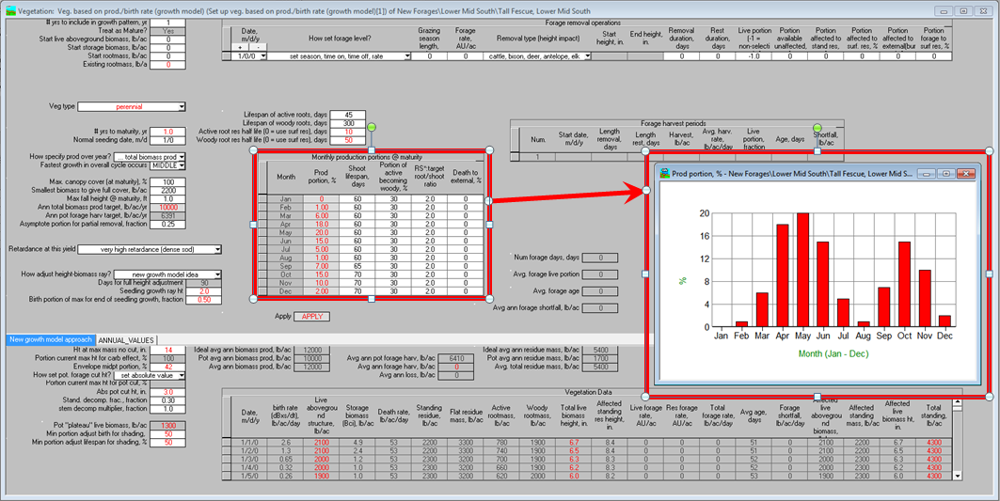 Vegetation:  Veg. based on prod./birth rate (growth model) (Set up veg. based on prod./birth rate (growth model)[1]) of New Forages\Lower Mid South\Tall Fescue, Lower Mid South
# yrs to include in growth pattern, yr 1
Treat as Mature? Yes
Start live aboveground biomass, lb/ac 0
Start storage biomass, lb/ac 0
Start rootmass, lb/ac 0
Existing rootmass, lb/a 0
Forage removal operations
Date, m/d/y + - How set forage level? Grazing season length, Forage rate, AU/ac Removal type (height impact) Start height, in. End height, in. Removal duration, days Rest duration, days Live portion (-1 = non-selecti Portion available unaffected, Portion affected to stand res, % Portion affected to surf. res, % Portion affected to external(bur Portion forage to surf res, %
1/0/0 set season, time on, time off, rate 0 0 cattle, bison, deer, antelope, elk 0 0 -1.0 0 0 0 0 0
Veg type perennial
# yrs to maturity, yr 1.0
Normal seeding date, m/d 1/0
How specify prod over year? total biomass prod
Fastest growth in overall cycle occurs MIDDLE
Max. canopy cover (at maturity), % 100
Smallest biomass to give full cover, lb/ac 2200
Max fall height @ maturity, ft 1.0
Ann total biomass prod target, lb/ac/yr 10000
Ann pot forage harv target, lb/ac/yr 6391
Asymptote portion for partial removal, fraction 0.25
Retardance at this yield very high retardance (dense sod)
How adjust height-biomass ray? new growth model idea
Days for full height adjustment 90
Seedling growth ray ht 2.0
Birth portion of max for end of seedling growth, fraction 0.50
Lifespan of active roots, days 45
Lifespan of woody roots, days 300
Active root res half life (0 = use surf res), days 10
Woody root res half life (0 = use surf res), days 50
Monthly production portions @ maturity
Month Prod portion, % Shoot lifespan, days Portion of active becoming woody, % RS*:target root/shoot ratio Death to external, %
Jan 0 60 30 2.0 0
Feb 1.00 60 30 2.0 0
Mar 6.00 60 30 2.0 0
Apr 18.0 60 30 2.0 0
May 20.0 60 30 2.0 0
Jun 15.0 60 30 2.0 0
Jul 5.00 60 30 2.0 0
Aug 1.00 60 30 2.0 0
Sep 7.00 65 30 2.0 0
Oct 15.0 70 30 2.0 0
Nov 10.0 70 30 2.0 0
Dec 2.00 70 30 2.0 0
Apply APPLY
Forage harvest periods
Num. Start date, m/d/y Length removal, days Length rest, days Harvest, lb/ac Avg. harv. rate, lb/ac/day Live portion, fraction Age, days Shortfall, lb/ac
1
Num forage days, days 0
Avg. forage live portion 0
Avg. forage age 0
Avg ann forage shortfall, lb/ac 0
Prod portion, % - New Forages\Lower Mid South\Tall Fescue, Lower Mid S...
20
16
12
8
4
0
%
Jan Feb Mar Apr May Jun Jul Aug Sep Oct Nov Dec
Month (Jan - Dec)
New growth model approach ANNUAL_VALUES
Ht at max mass no cut, in. 14
Portion current max ht for carb effect, % 100
Envelope midpt portion, % 42
How set pot. forage cut ht? set absolute value
Portion current max ht for pot cut, %
Abs pot cut ht, in. 3.0
Stand. decomp. frac., fraction 0.30
stem decomp multiplier, fraction 1.0
Pot "plateau" live biomass, lb/ac 1300
Min portion adjust birth for shading, 50
Min portion adjust lifespan for shading, % 50
Ideal avg ann biomass prod, lb/ac 12000
Pot avg ann biomass prod, lb/ac 10000
Avg ann biomass prod, lb/ac 12000
Avg ann pot forage harv, lb/ac 6410
Avg ann forage harv, lb/ac 0
Avg ann loss, lb/ac 0
Ideal avg ann residue mass, lb/ac 5400
Pot avg ann residue mass, lb/ac 1700
Avg. total residue mass, lb/ac 5400
Vegetation Data
Date, m/d/y birth rate (dBxs/dt), lb/ac/day Live abovegrou nd structure, lb/ac Storage biomass (Bci), lb/ac Death rate, lb/ac/day Standing residue, lb/ac Flat residue mass, lb/ac Active rootmass, lb/ac Woody rootmass, lb/ac Total live biomass height, in. Affected standing res height, in. Live forage rate, AU/ac Res forage rate, AU/ac Total forage rate, lb/ac/day Avg age, days Forage shortfall, lb/ac/day Affected live abovegrou nd biomass, Affected standing mass, lb/ac Affected live biomass ht, in. Total standing, lb/ac
1/1/0 2.6 2100 4.9 53 2200 3300 780 1900 6.7 8.4 0 0 0 51 0 2100 2200 6.7 4300
1/2/0 1.3 2100 2.4 53 2200 3300 740 1900 6.5 8.4 0 0 0 51 0 2100 2200 6.5 4300
1/3/0 0.65 2000 1.2 53 2300 3200 700 1900 6.3 8.3 0 0 0 52 0 2000 2300 6.3 4300
1/4/0 0.32 2000 1.0 53 2300 3200 660 1900 6.2 8.3 0 0 0 52 0 2000 2300 6.2 4300
1/5/0 0.26 1900 1.0 53 2300 3200 620 2000 6.0 8.2 0 0 0 53 0 1900 2300 6.0 4300